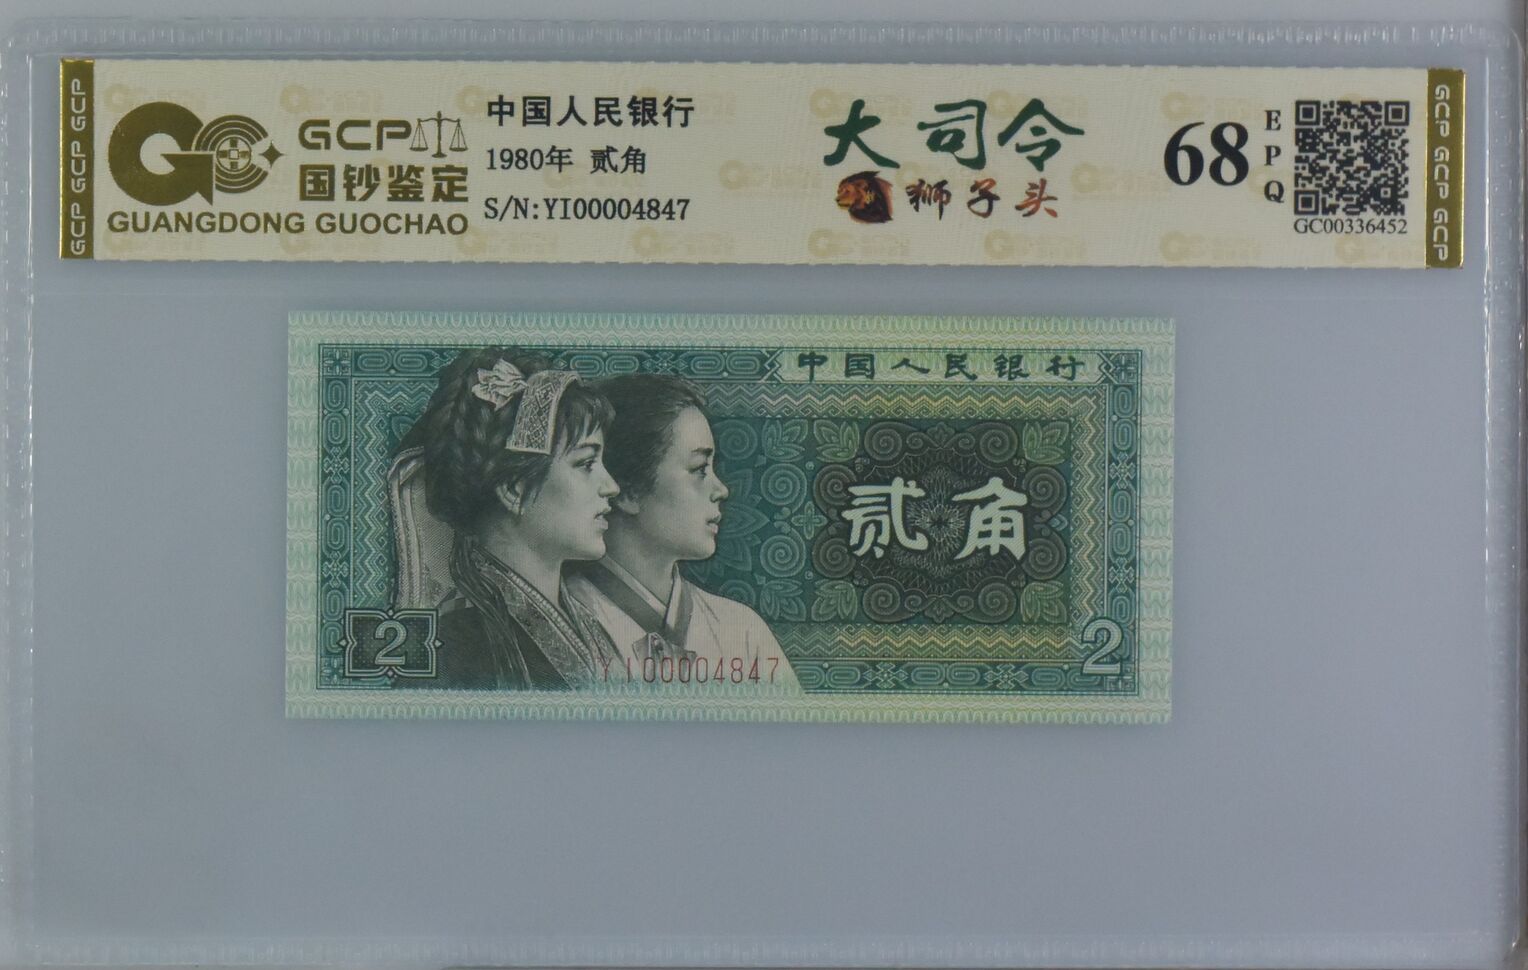 GCP GCP GCP
GCP
国钞鉴定
GUANGDONG GUOCHAO
中国人民银行
1980年 贰角
S/N:YI00004847
大司令
狮子头
68
EPQ
GC00336452
GCP GCP GCP
中国人民银行
贰角
2
YI00004847
2